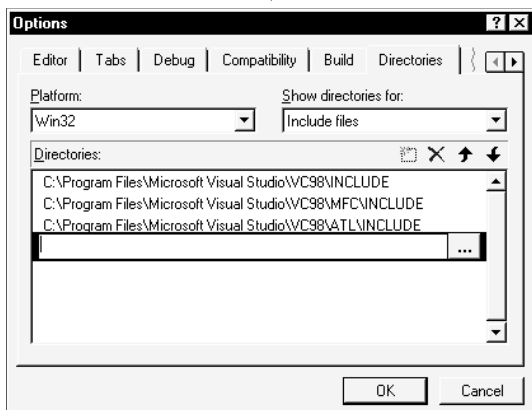 Options
Editor Tabs Debug Compatibility Build Directories
Platform: Show directories for:
Win32 Include files
Directories:
C:\Program Files\Microsoft Visual Studio\VC98\INCLUDE
C:\Program Files\Microsoft Visual Studio\VC98\MFC\INCLUDE
C:\Program Files\Microsoft Visual Studio\VC98\ATL\INCLUDE
...
OK Cancel